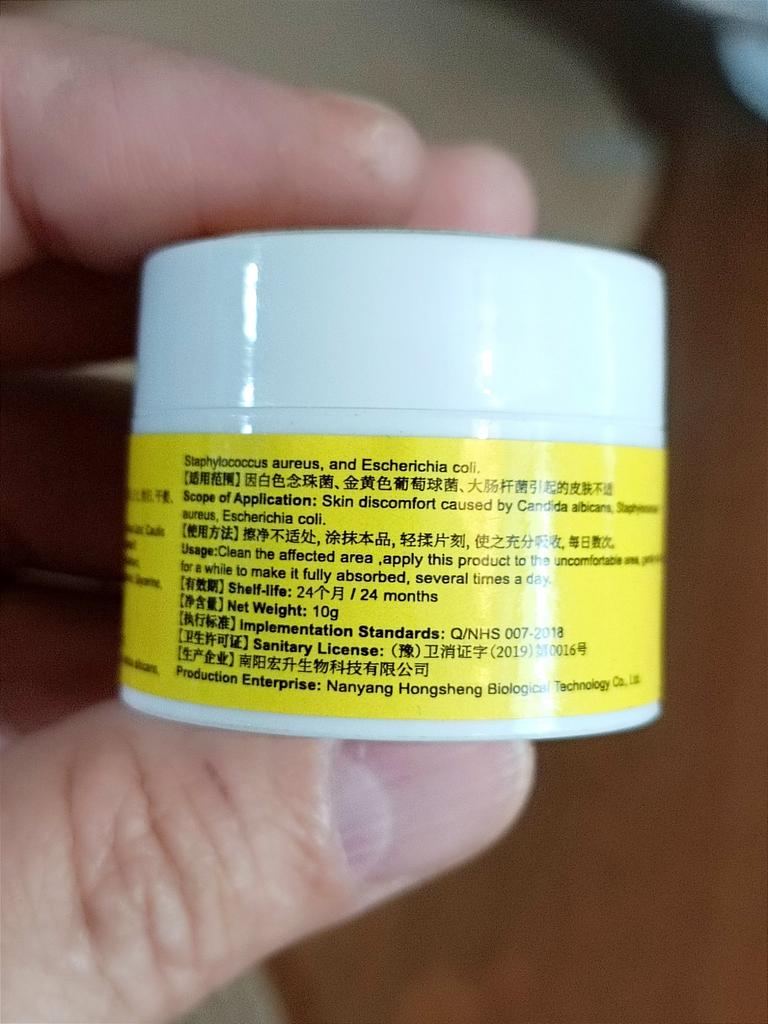 Staphylococcus aureus, and Escherichia coli.
【适用范围】因白色念珠菌、金黄色葡萄球菌、大肠杆菌引起的皮肤不适
Scope of Application: Skin discomfort caused by Candida albicans, Staphylococcus
aureus, Escherichia coli.
【使用方法】擦净不适处, 涂抹本品, 轻揉片刻, 使之充分吸收, 每日数次.
Usage:Clean the affected area ,apply this product to the uncomfortable area,
for a while to make it fully absorbed, several times a day.
【有效期】Shelf-life: 24个月 / 24 months
【净含量】Net Weight: 10g
【执行标准】Implementation Standards: Q/NHS 007-2018
【卫生许可证】Sanitary License: (豫)卫消证字(2019)第0016号
【生产企业】南阳宏升生物科技有限公司
Production Enterprise: Nanyang Hongsheng Biological Technology Co., Ltd.